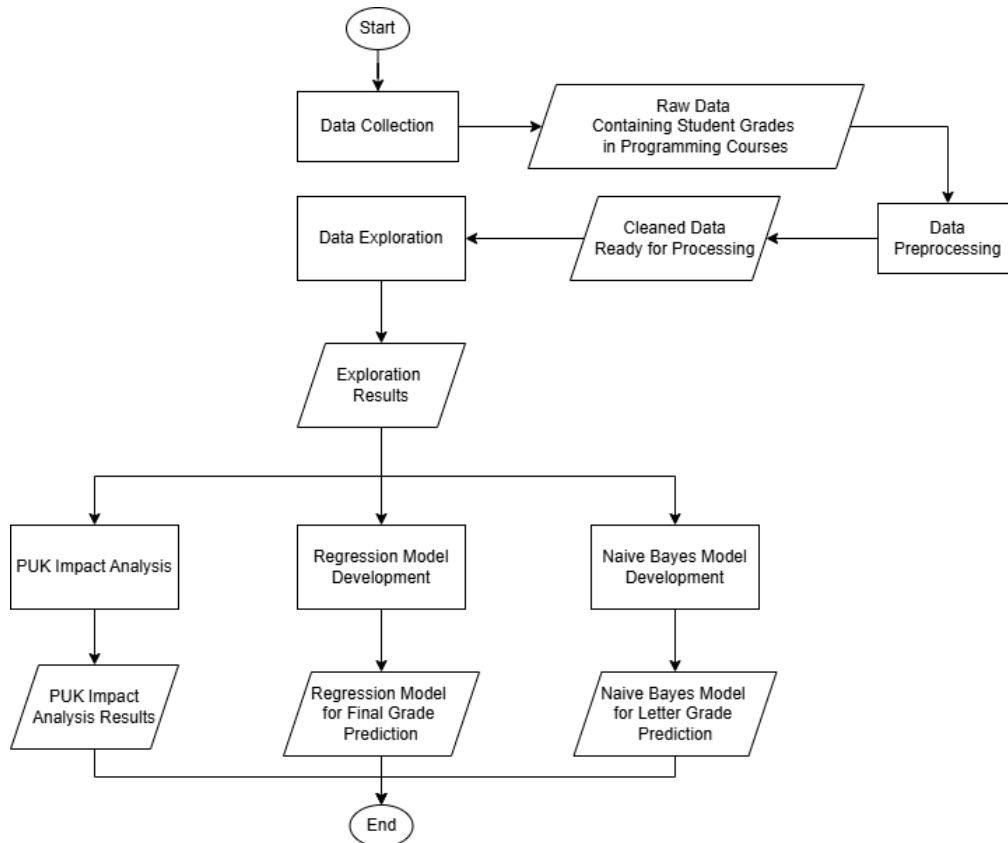 Start
Data Collection
Raw Data
Containing Student Grades
in Programming Courses
Data
Preprocessing
Cleaned Data
Ready for Processing
Data Exploration
Exploration
Results
PUK Impact Analysis
Regression Model
Development
Naive Bayes Model
Development
PUK Impact
Analysis Results
Regression Model
for Final Grade
Prediction
Naive Bayes Model
for Letter Grade
Prediction
End